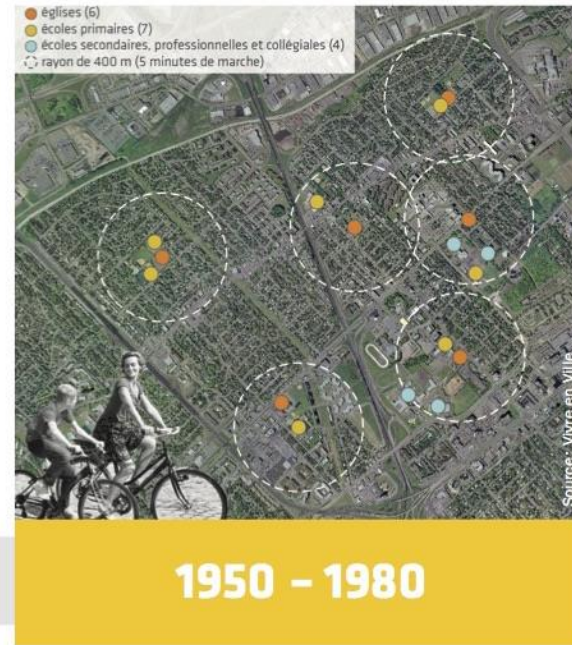 églises (6)
écoles primaires (7)
écoles secondaires, professionnelles et collégiales (4)
rayon de 400 m (5 minutes de marche)
Source: Vivre en Ville
1950 – 1980